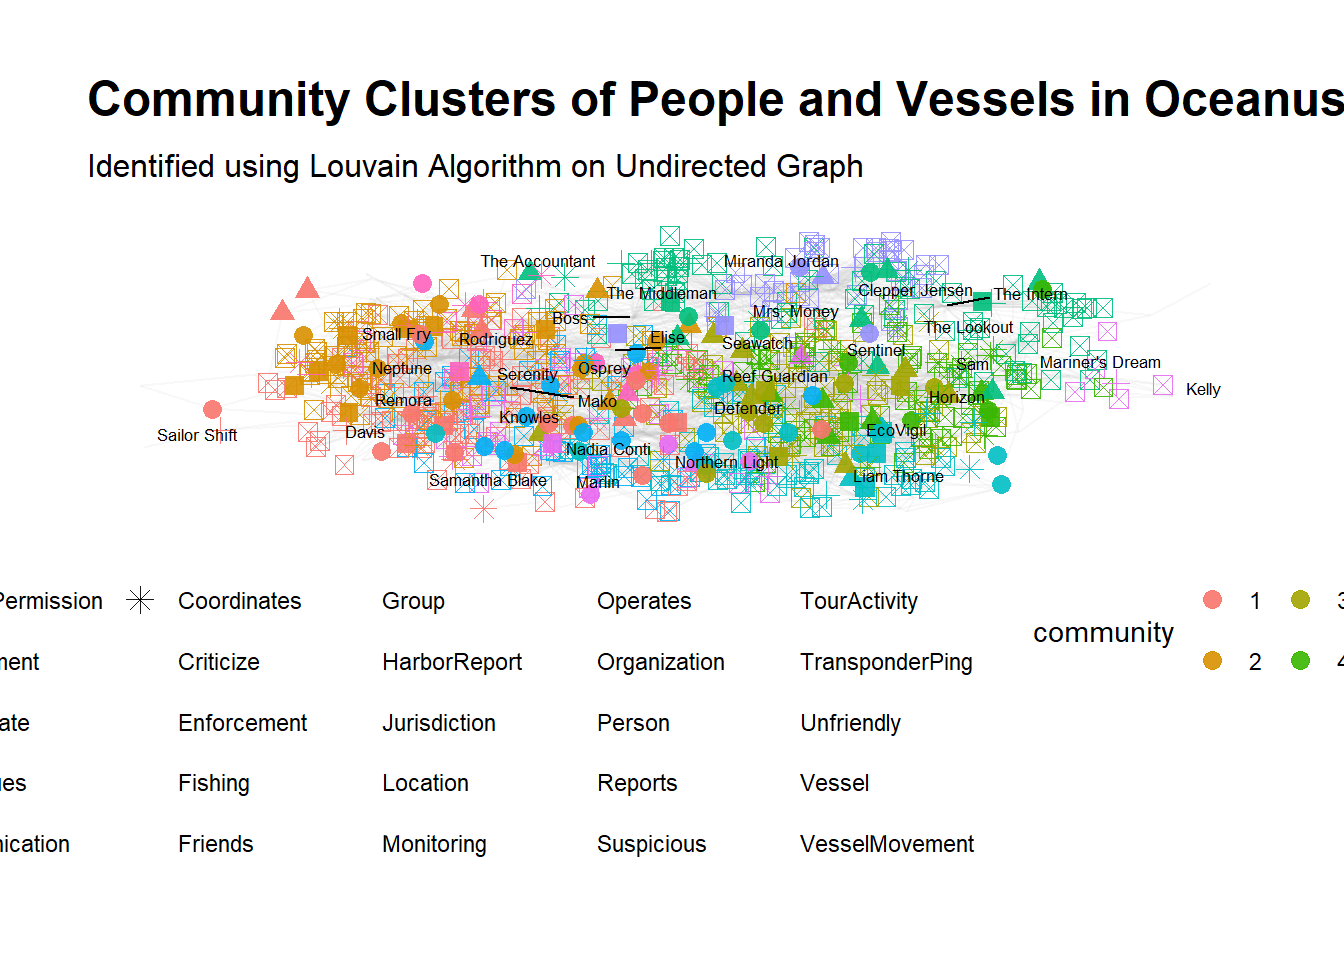 Community Clusters of People and Vessels in Oceanus
Identified using Louvain Algorithm on Undirected Graph
The Accountant
Miranda Jordan
The Middleman
Clepper Jensen
The Intern
Boss
Mrs. Money
Small Fry
Rodriguez
Elise
Seawatch
The Lookout
Sentinel
Neptune
Serenity
Osprey
Reef Guardian
Sam
Mariner's Dream
Kelly
Remora
Mako
Defender
Horizon
Sailor Shift
Davis
Knowles
EcoVigil
Nadia Conti
Northern Light
Samantha Blake
Marlin
Liam Thorne
Permission Coordinates Group Operates TourActivity
community 1 3
ment Criticize HarborReport Organization TransponderPing
2 4
ate Enforcement Jurisdiction Person Unfriendly
ues Fishing Location Reports Vessel
nication Friends Monitoring Suspicious VesselMovement